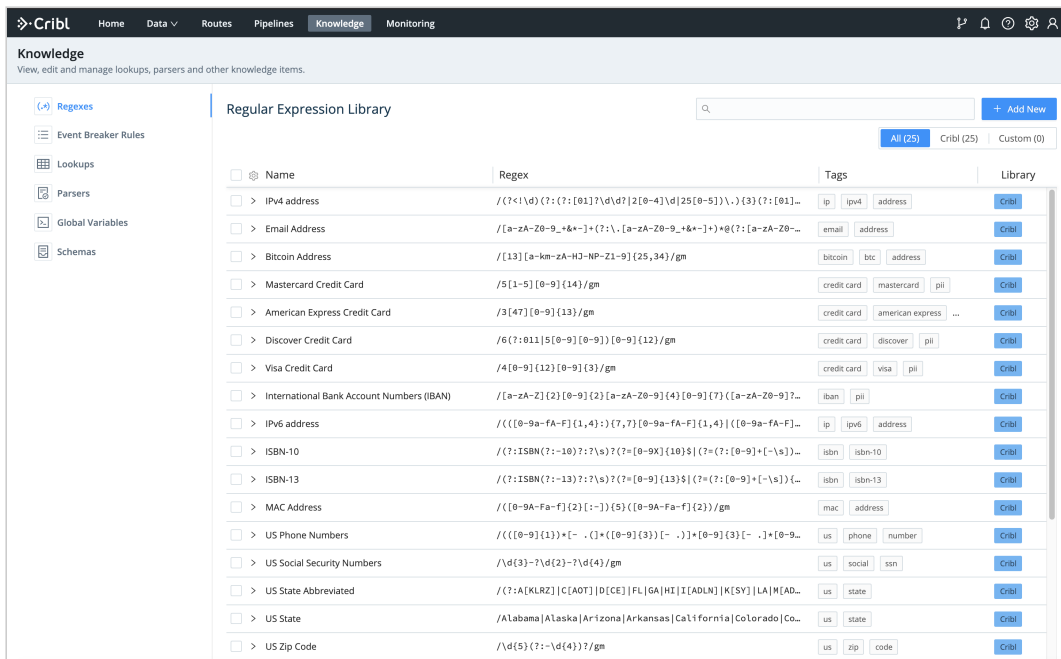 Cribl Home Data Routes Pipelines Knowledge Monitoring
Knowledge
View, edit and manage lookups, parsers and other knowledge items.
Regexes
Event Breaker Rules
Lookups
Parsers
Global Variables
Schemas
Regular Expression Library
+ Add New
All (25) Cribl (25) Custom (0)
Name Regex Tags Library
IPv4 address /(?<!\d)(?:(?:[01]?\d\d?|2[0-4]\d|25[0-5])\.){3}(?:[01]… ip ipv4 address Cribl
Email Address /[a-zA-Z0-9_+&*-]+(?:\.[a-zA-Z0-9_+&*-]+)*@(?:[a-zA-Z0-… email address Cribl
Bitcoin Address /[13][a-km-zA-HJ-NP-Z1-9]{25,34}/gm bitcoin btc address Cribl
Mastercard Credit Card /5[1-5][0-9]{14}/gm credit card mastercard pii Cribl
American Express Credit Card /3[47][0-9]{13}/gm credit card american express ... Cribl
Discover Credit Card /6(?:011|5[0-9][0-9])[0-9]{12}/gm credit card discover pii Cribl
Visa Credit Card /4[0-9]{12}[0-9]{3}/gm credit card visa pii Cribl
International Bank Account Numbers (IBAN) /[a-zA-Z]{2}[0-9]{2}[a-zA-Z0-9]{4}[0-9]{7}([a-zA-Z0-9]?… iban pii Cribl
IPv6 address /(([0-9a-fA-F]{1,4}:){7,7}[0-9a-fA-F]{1,4}|([0-9a-fA-F]… ip ipv6 address Cribl
ISBN-10 /(?:ISBN(?:-10)?:?\s)?(?=[0-9X]{10}$|(?=(?:[0-9]+[-\s])… isbn isbn-10 Cribl
ISBN-13 /(?:ISBN(?:-13)?:?\s)?(?=[0-9]{13}$|(?=(?:[0-9]+[-\s]){… isbn isbn-13 Cribl
MAC Address /([0-9A-Fa-f]{2}[:-]){5}([0-9A-Fa-f]{2})/gm mac address Cribl
US Phone Numbers /(([0-9]{1})*[- .(]*([0-9]{3})[- .)]*[0-9]{3}[- .]*[0-9… us phone number Cribl
US Social Security Numbers /\d{3}-?\d{2}-?\d{4}/gm us social ssn Cribl
US State Abbreviated /(?:A[KLRZ]|C[AOT]|D[CE]|FL|GA|HI|I[ADLN]|K[SY]|LA|M[AD… us state Cribl
US State /Alabama|Alaska|Arizona|Arkansas|California|Colorado|Co… us state Cribl
US Zip Code /\d{5}(?:-\d{4})?/gm us zip code Cribl